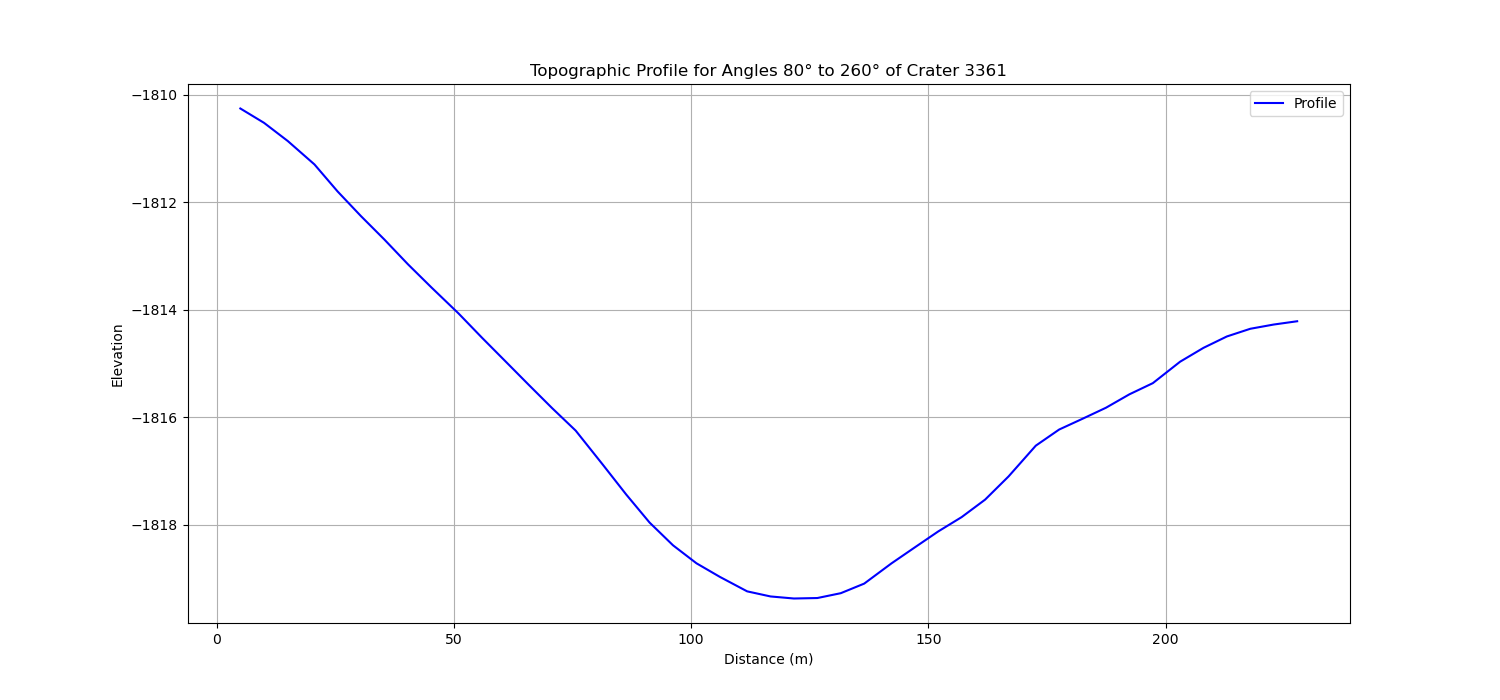 Topographic Profile for Angles 80° to 260° of Crater 3361
Profile
−1810
−1812
−1814
−1816
−1818
Elevation
0
50
100
150
200
Distance (m)